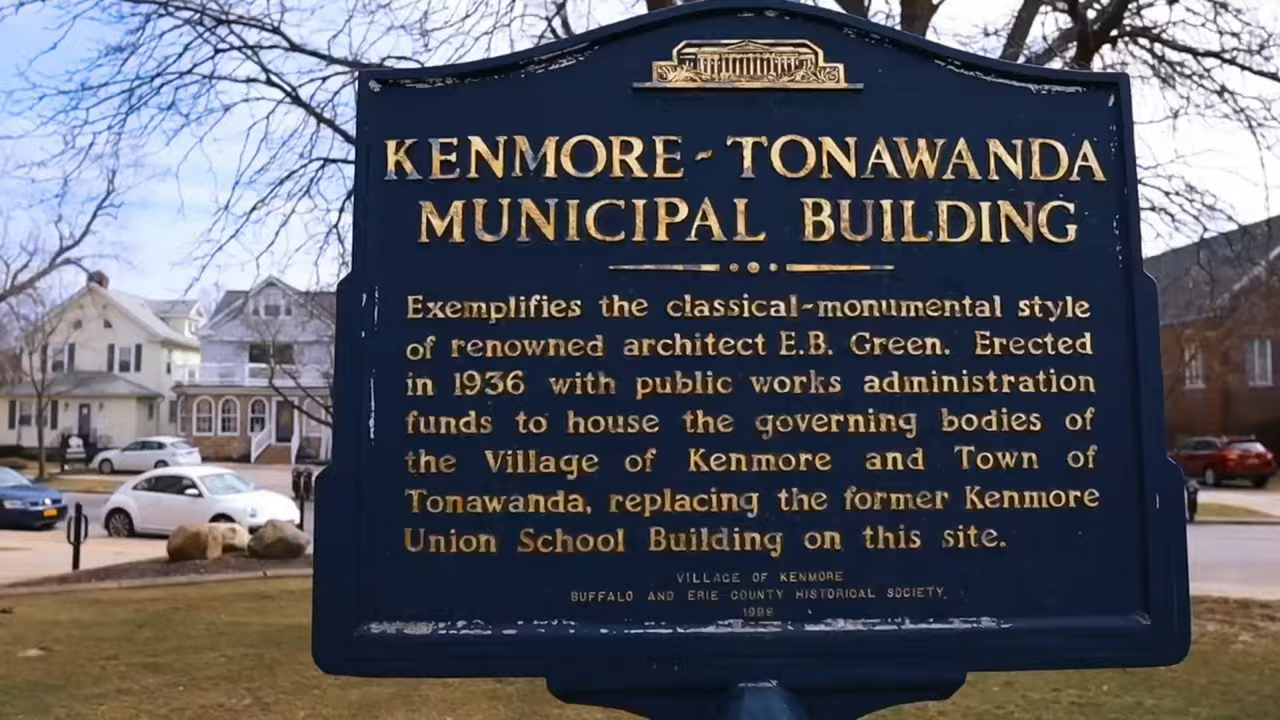 KENMORE - TONAWANDA
MUNICIPAL BUILDING
Exemplifies the classical-monumental style
of renowned architect E.B. Green. Erected
in 1936 with public works administration
funds to house the governing bodies of
the Village of Kenmore and Town of
Tonawanda, replacing the former Kenmore
Union School Building on this site.
VILLAGE OF KENMORE
BUFFALO AND ERIE COUNTY HISTORICAL SOCIETY,